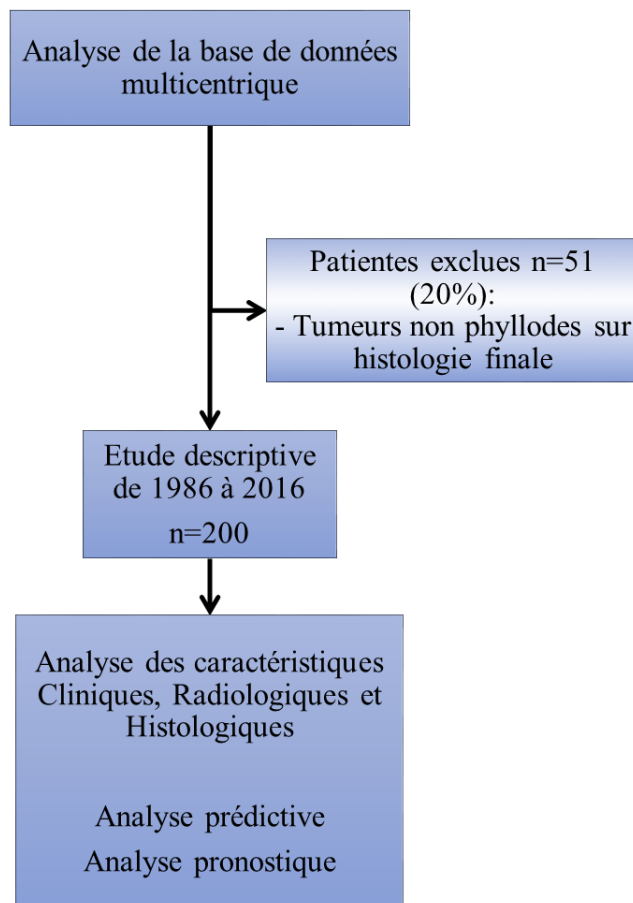 Analyse de la base de données
multicentrique
Patientes exclues n=51
(20%):
- Tumeurs non phyllodes sur
histologie finale
Etude descriptive
de 1986 à 2016
n=200
Analyse des caractéristiques
Cliniques, Radiologiques et
Histologiques
Analyse prédictive
Analyse pronostique